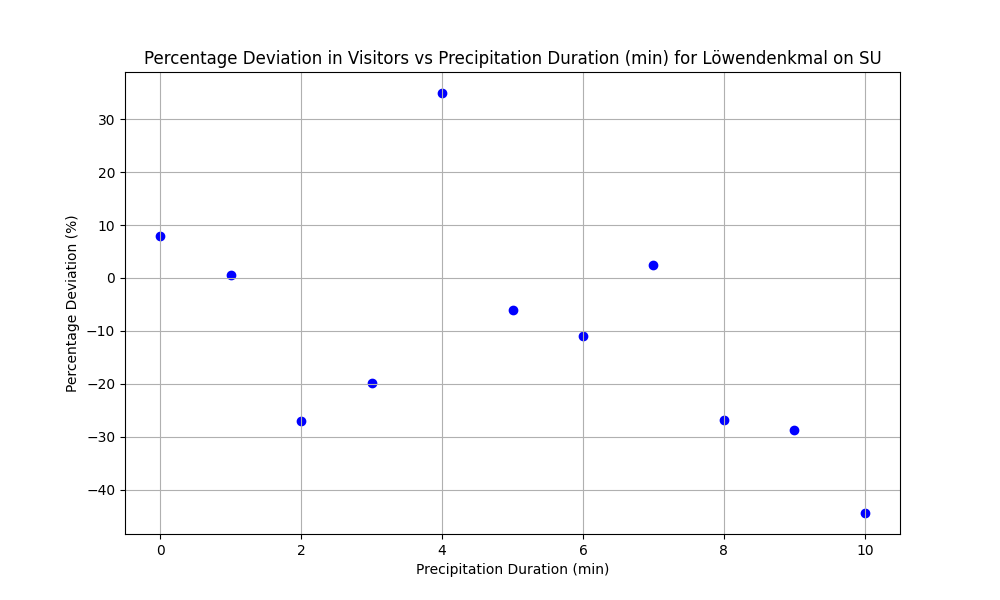 Percentage Deviation in Visitors vs Precipitation Duration (min) for Löwendenkmal on SU
30
20
10
0
−10
−20
−30
−40
Percentage Deviation (%)
0 2 4 6 8 10
Precipitation Duration (min)